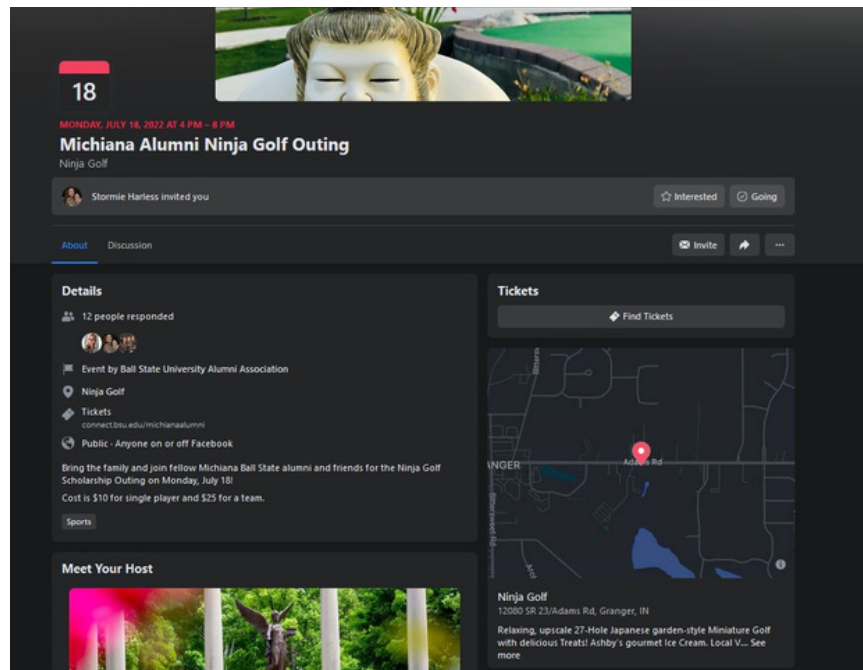 18
MONDAY, JULY 18, 2022 AT 4 PM – 8 PM
Michiana Alumni Ninja Golf Outing
Ninja Golf
Stormie Harless invited you
Interested
Going
About
Discussion
Invite
Details
12 people responded
Event by Ball State University Alumni Association
Ninja Golf
Tickets
connect.bsu.edu/michianaalumni
Public · Anyone on or off Facebook
Bring the family and join fellow Michiana Ball State alumni and friends for the Ninja Golf
Scholarship Outing on Monday, July 18!
Cost is $10 for single player and $25 for a team.
Sports
Meet Your Host
Tickets
Find Tickets
ANGER
Adams Rd
Bittersweet Rd
Ninja Golf
12080 SR 23/Adams Rd, Granger, IN
Relaxing, upscale 27-Hole Japanese garden-style Miniature Golf
with delicious Treats! Ashby's gourmet Ice Cream. Local V... See
more